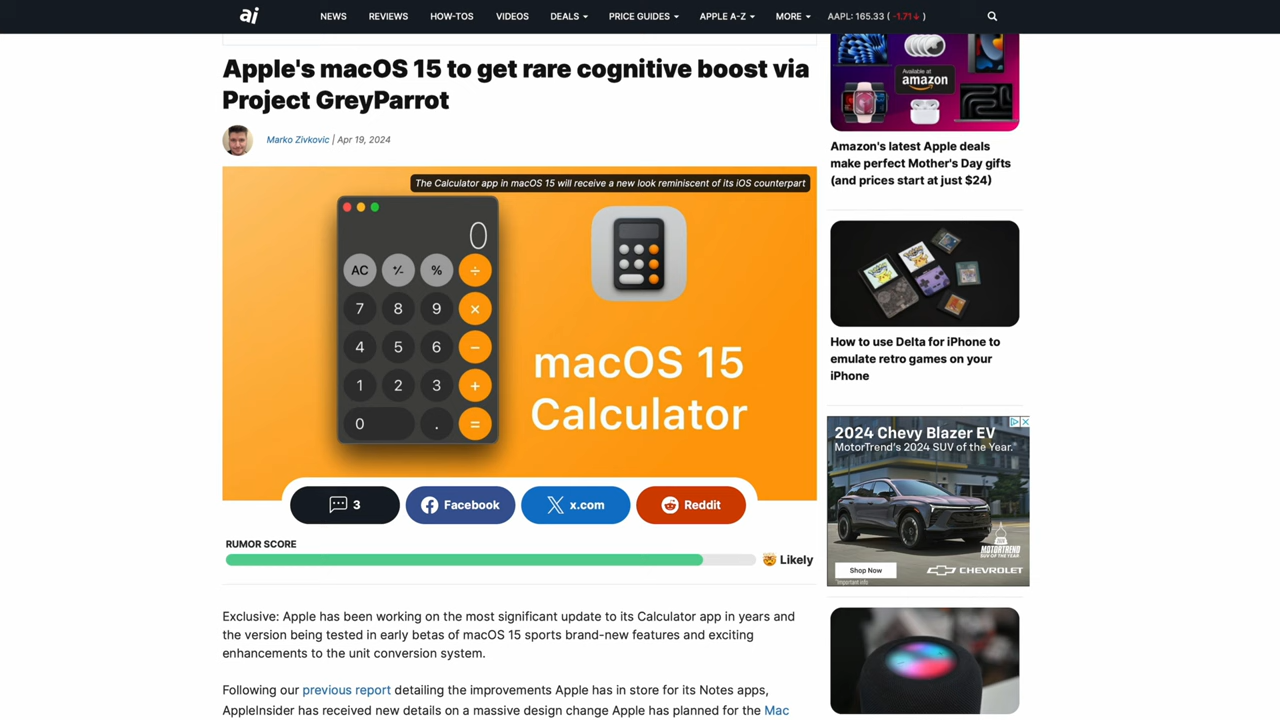 ai
NEWS
REVIEWS
HOW-TOS
VIDEOS
DEALS
PRICE GUIDES
APPLE A-Z
MORE
AAPL: 165.33 ( -1.71↓ )
Apple's macOS 15 to get rare cognitive boost via
Project GreyParrot
Marko Zivkovic | Apr 19, 2024
The Calculator app in macOS 15 will receive a new look reminiscent of its iOS counterpart
0
AC +/- % ÷
7 8 9 ×
4 5 6 −
1 2 3 +
0 . =
macOS 15
Calculator
3
Facebook
x.com
Reddit
RUMOR SCORE
🤯 Likely
Exclusive: Apple has been working on the most significant update to its Calculator app in years and
the version being tested in early betas of macOS 15 sports brand-new features and exciting
enhancements to the unit conversion system.
Following our previous report detailing the improvements Apple has in store for its Notes apps,
AppleInsider has received new details on a massive design change Apple has planned for the Mac
Available at
amazon
Amazon's latest Apple deals
make perfect Mother's Day gifts
(and prices start at just $24)
How to use Delta for iPhone to
emulate retro games on your
iPhone
2024 Chevy Blazer EV
MotorTrend's 2024 SUV of the Year.*
MOTORTREND
SUV OF THE YEAR
Shop Now
CHEVROLET
*Important info